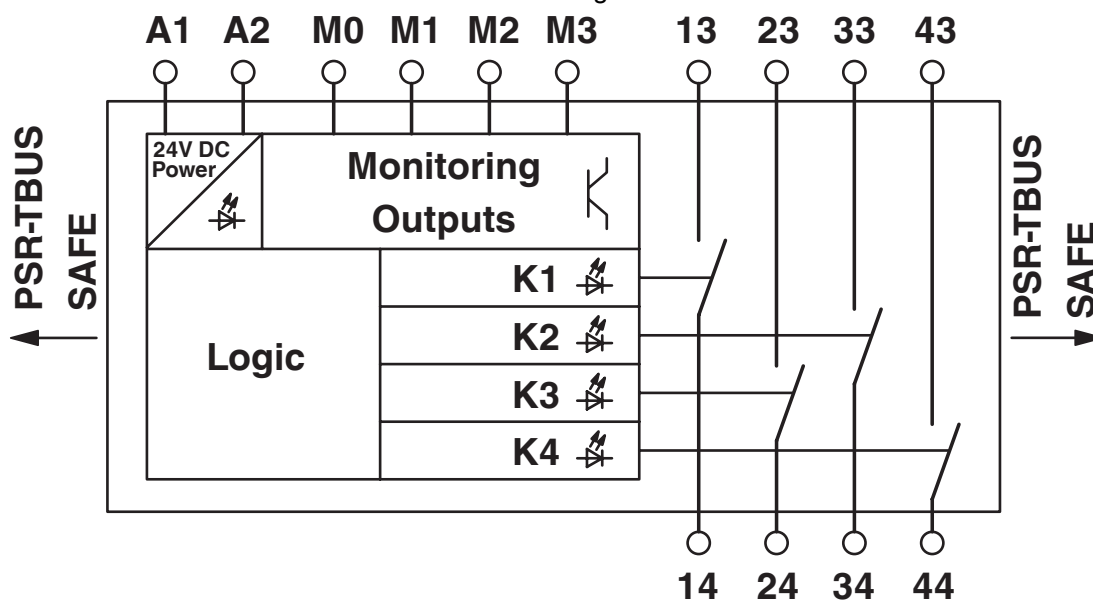 A1 A2 M0 M1 M2 M3 13 23 33 43
PSR-TBUS
SAFE
24V DC
Power
Monitoring
Outputs
Logic
K1
K2
K3
K4
PSR-TBUS
SAFE
14 24 34 44